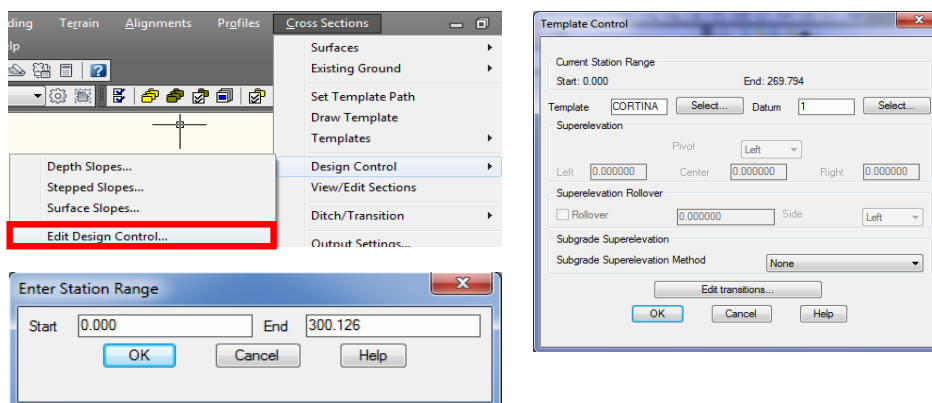 ding Terrain Alignments Profiles Cross Sections
lp
Surfaces
Existing Ground
Set Template Path
Draw Template
Templates
Design Control
View/Edit Sections
Ditch/Transition
Output Settings...
Depth Slopes...
Stepped Slopes...
Surface Slopes...
Edit Design Control...
Enter Station Range
Start 0.000 End 300.126
OK Cancel Help
Template Control
Current Station Range
Start: 0.000 End: 269.794
Template CORTINA Select... Datum 1 Select...
Superelevation
Pivot Left
Left 0.000000 Center 0.000000 Right 0.000000
Superelevation Rollover
Rollover 0.000000 Side Left
Subgrade Superelevation
Subgrade Superelevation Method None
Edit transitions...
OK Cancel Help